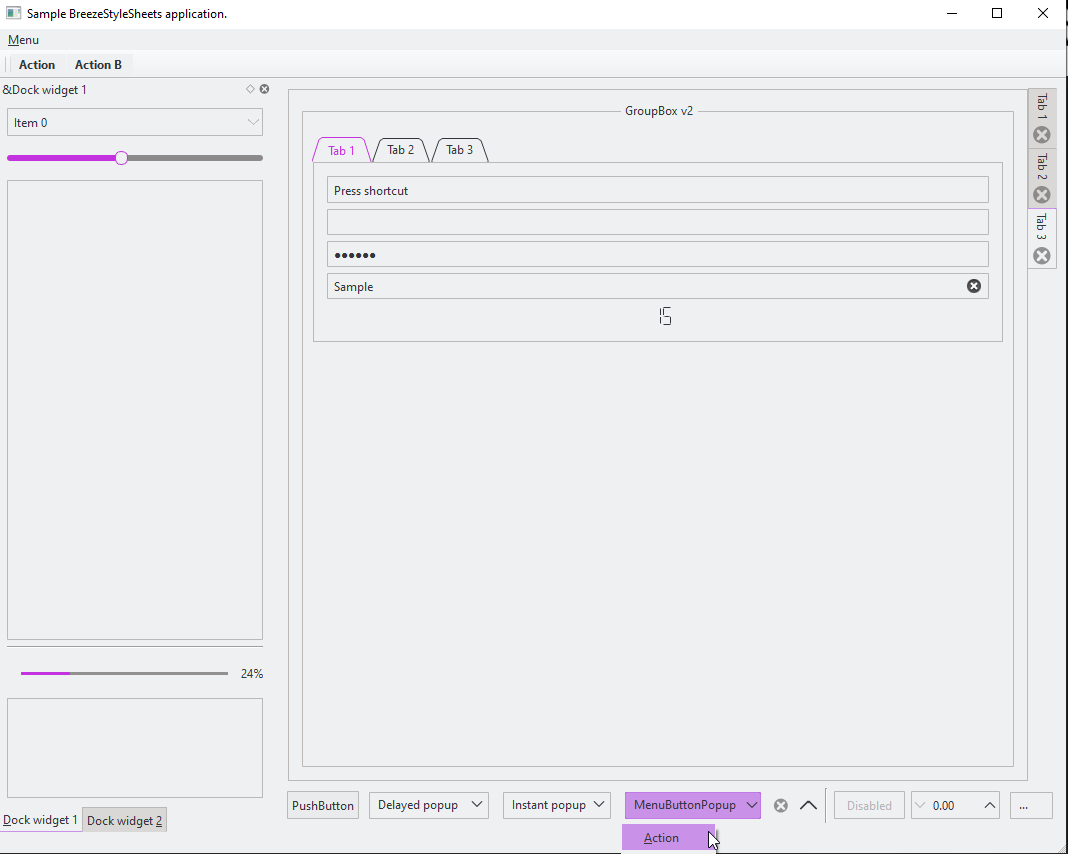 Sample BreezeStyleSheets application.
Menu
Action Action B
&Dock widget 1
Item 0
24%
Dock widget 1 Dock widget 2
GroupBox v2
Tab 1 Tab 2 Tab 3
Press shortcut
●●●●●●
Sample
15
Tab 1
Tab 2
Tab 3
PushButton Delayed popup Instant popup MenuButtonPopup Disabled 0.00 ...
Action